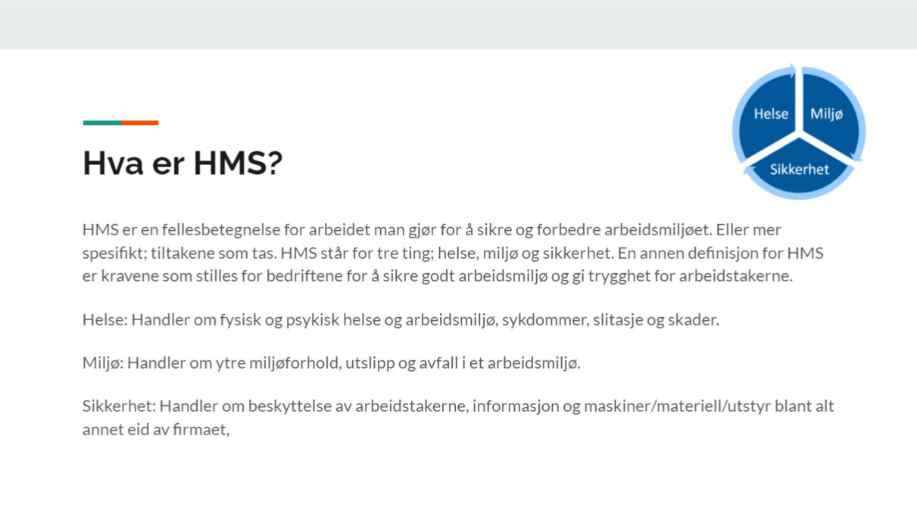 Helse Miljø
Sikkerhet
Hva er HMS?
HMS er en fellesbetegnelse for arbeidet man gjør for å sikre og forbedre arbeidsmiljøet. Eller mer
spesifikt; tiltakene som tas. HMS står for tre ting; helse, miljø og sikkerhet. En annen definisjon for HMS
er kravene som stilles for bedriftene for å sikre godt arbeidsmiljø og gi trygghet for arbeidstakerne.
Helse: Handler om fysisk og psykisk helse og arbeidsmiljø, sykdommer, slitasje og skader.
Miljø: Handler om ytre miljøforhold, utslipp og avfall i et arbeidsmiljø.
Sikkerhet: Handler om beskyttelse av arbeidstakerne, informasjon og maskiner/materiell/utstyr blant alt
annet eid av firmaet,